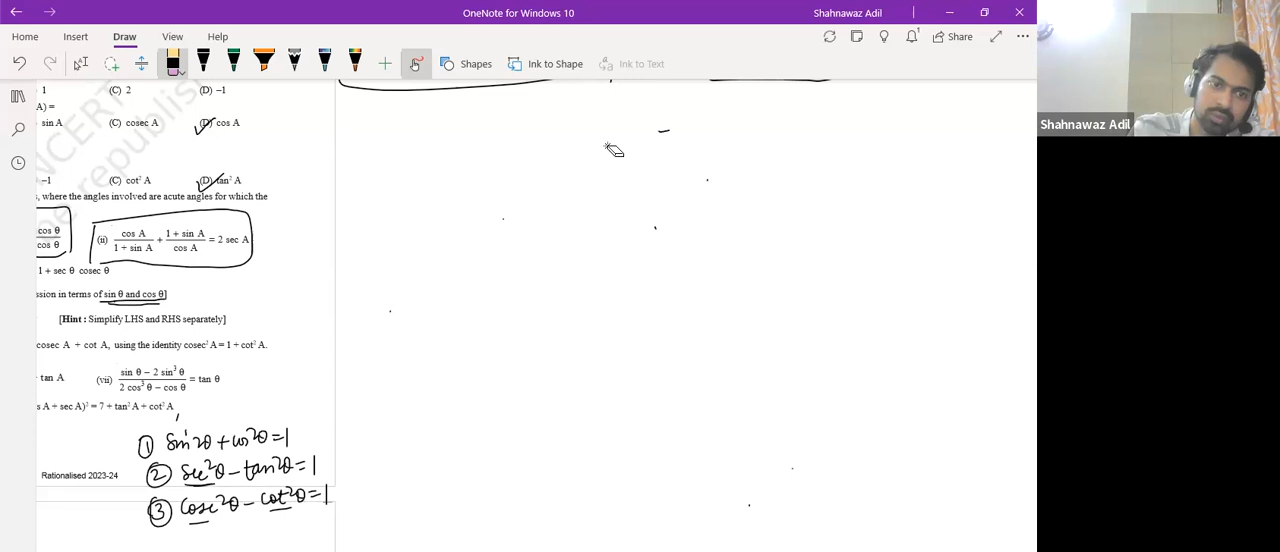 OneNote for Windows 10
Shahnawaz Adil
Home Insert Draw View Help
Share
Shapes Ink to Shape Ink to Text
1 (C) 2 (D) −1
A) =
sin A (C) cosec A (D) cos A
−1 (C) cot² A (D) tan² A
s, where the angles involved are acute angles for which the
cos θ
cos θ
(ii) cos A / 1 + sin A + 1 + sin A / cos A = 2 sec A
1 + sec θ cosec θ
ssion in terms of sin θ and cos θ]
[Hint : Simplify LHS and RHS separately]
cosec A + cot A, using the identity cosec² A = 1 + cot² A.
tan A (vii) sin θ − 2 sin³ θ / 2 cos³ θ − cos θ = tan θ
s A + sec A)² = 7 + tan² A + cot² A
① sin²θ + cos²θ = 1
Rationalised 2023-24
② sec²θ − tan²θ = 1
③ cosec²θ − cot²θ = 1
NCERT
republis
Shahnawaz Adil